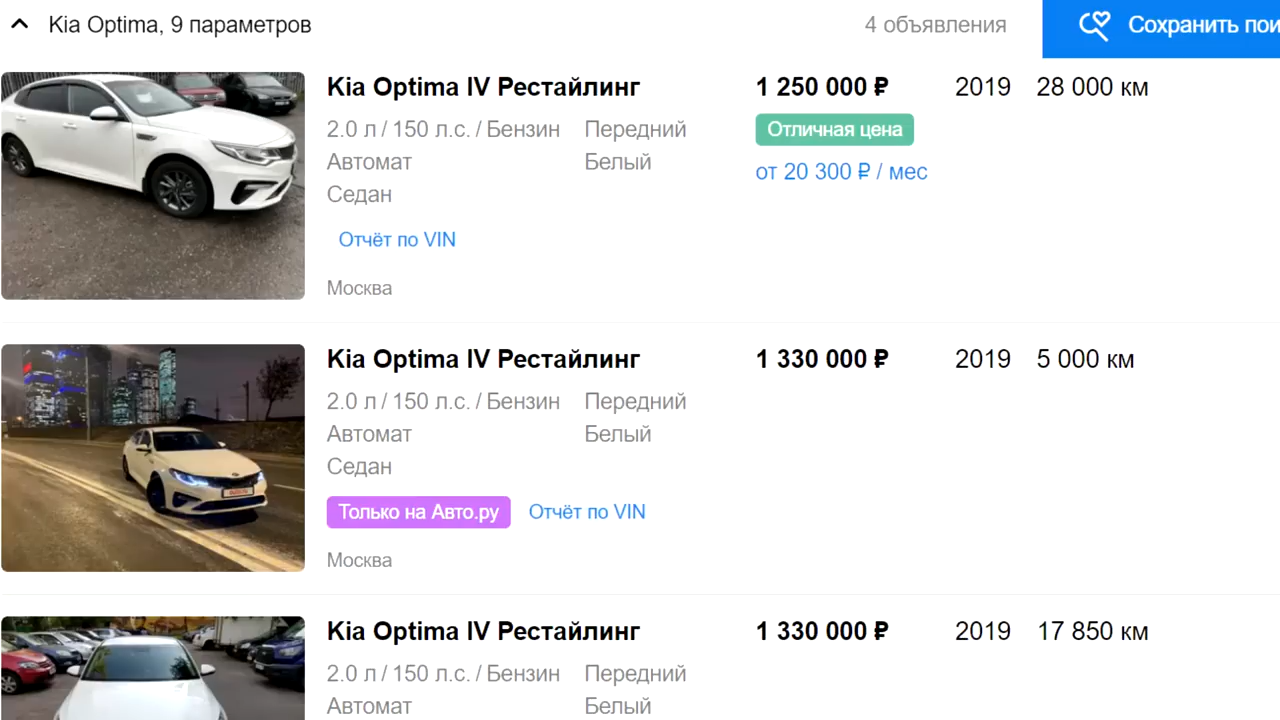 Kia Optima, 9 параметров
4 объявления
Сохранить пои
Kia Optima IV Рестайлинг
1 250 000 ₽
2019
28 000 км
2.0 л / 150 л.с. / Бензин
Передний
Отличная цена
Автомат
Белый
от 20 300 ₽ / мес
Седан
Отчёт по VIN
Москва
Kia Optima IV Рестайлинг
1 330 000 ₽
2019
5 000 км
2.0 л / 150 л.с. / Бензин
Передний
Автомат
Белый
Седан
Только на Авто.ру
Отчёт по VIN
Москва
Kia Optima IV Рестайлинг
1 330 000 ₽
2019
17 850 км
2.0 л / 150 л.с. / Бензин
Передний
Автомат
Белый